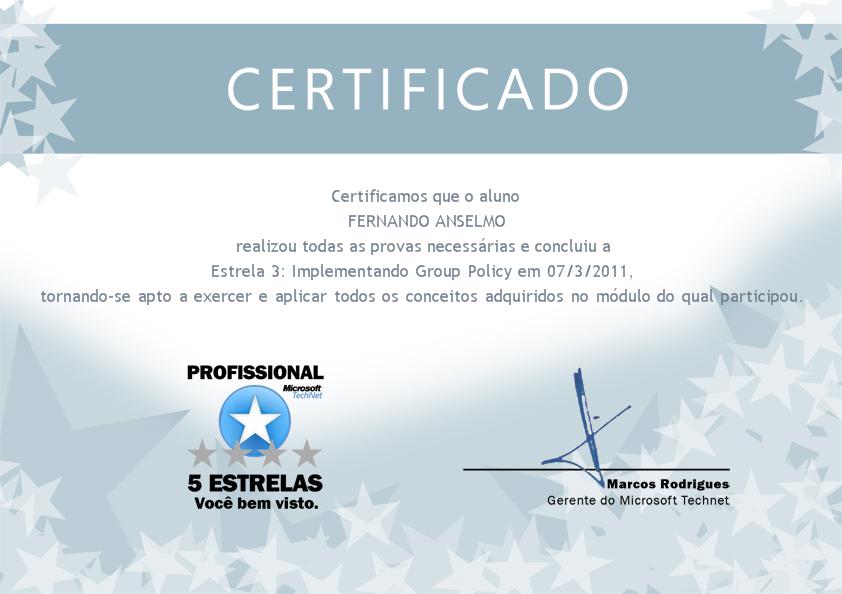 CERTIFICADO
Certificamos que o aluno
FERNANDO ANSELMO
realizou todas as provas necessárias e concluiu a
Estrela 3: Implementando Group Policy em 07/3/2011,
tornando-se apto a exercer e aplicar todos os conceitos adquiridos no módulo do qual participou.
PROFISSIONAL
Microsoft
TechNet
5 ESTRELAS
Você bem visto.
Marcos Rodrigues
Gerente do Microsoft Technet